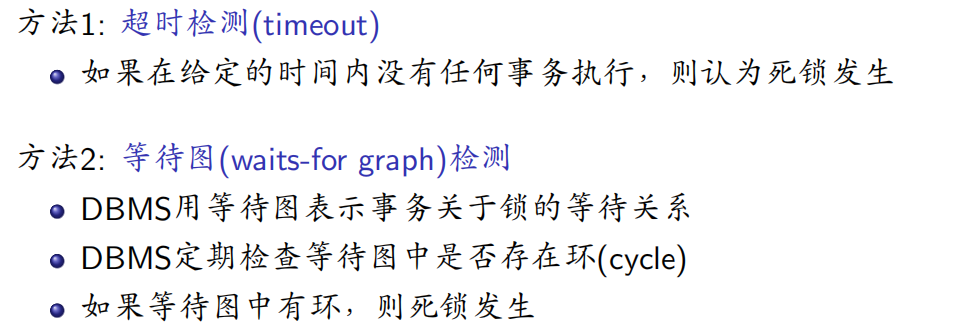 方法1: 超时检测(timeout)
如果在给定的时间内没有任何事务执行，则认为死锁发生
方法2: 等待图(waits-for graph)检测
DBMS用等待图表示事务关于锁的等待关系
DBMS定期检查等待图中是否存在环(cycle)
如果等待图中有环，则死锁发生